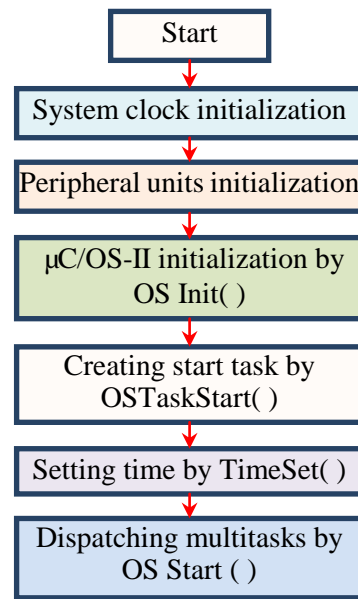 Start
System clock initialization
Peripheral units initialization
μC/OS-II initialization by
OS Init( )
Creating start task by
OSTaskStart( )
Setting time by TimeSet( )
Dispatching multitasks by
OS Start ( )